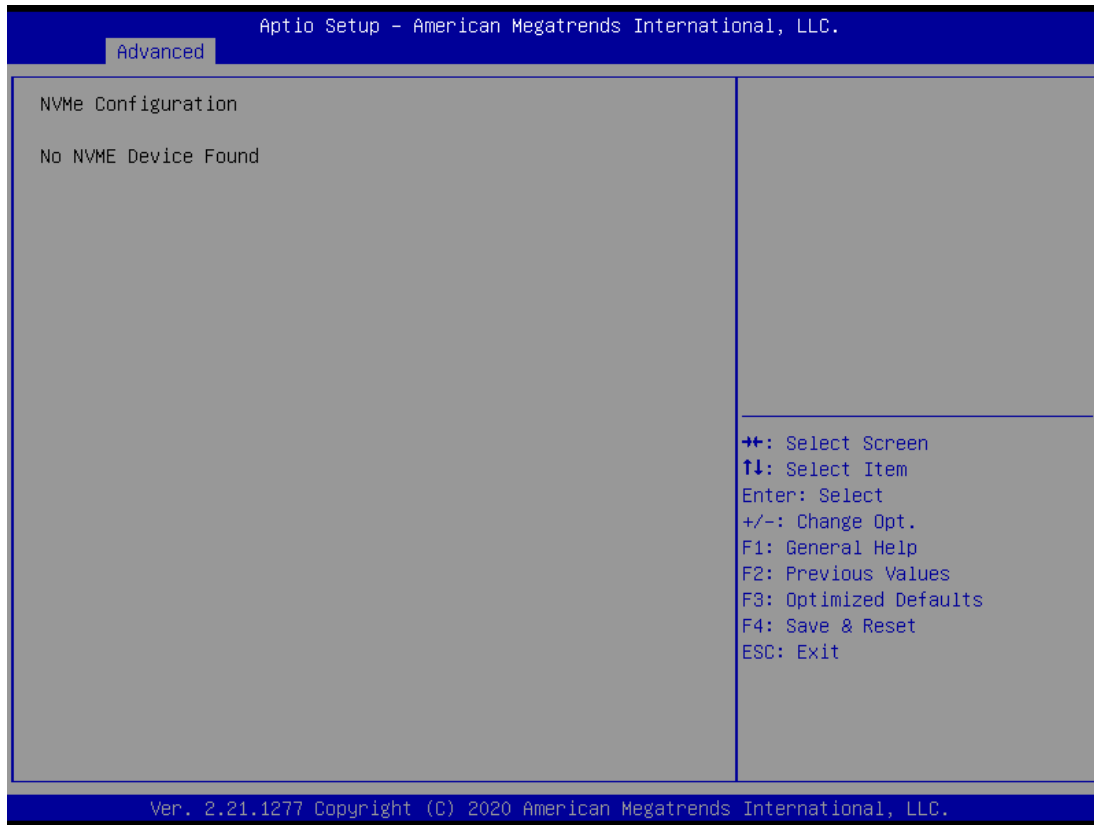 Aptio Setup – American Megatrends International, LLC.
Advanced
NVMe Configuration
No NVME Device Found
→←: Select Screen
↑↓: Select Item
Enter: Select
+/-: Change Opt.
F1: General Help
F2: Previous Values
F3: Optimized Defaults
F4: Save & Reset
ESC: Exit
Ver. 2.21.1277 Copyright (C) 2020 American Megatrends International, LLC.